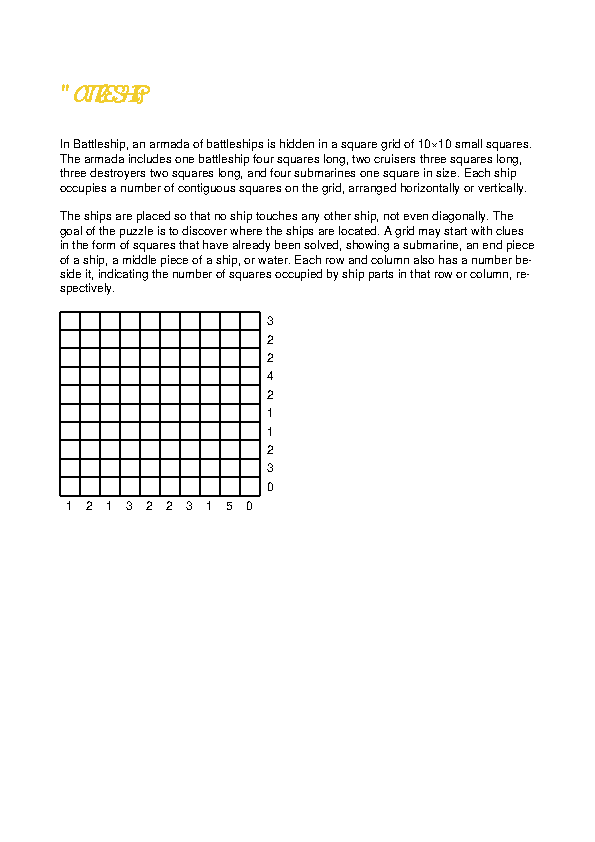 In Battleship, an armada of battleships is hidden in a square grid of 10×10 small squares.
The armada includes one battleship four squares long, two cruisers three squares long,
three destroyers two squares long, and four submarines one square in size. Each ship
occupies a number of contiguous squares on the grid, arranged horizontally or vertically.
The ships are placed so that no ship touches any other ship, not even diagonally. The
goal of the puzzle is to discover where the ships are located. A grid may start with clues
in the form of squares that have already been solved, showing a submarine, an end piece
of a ship, a middle piece of a ship, or water. Each row and column also has a number be-
side it, indicating the number of squares occupied by ship parts in that row or column, re-
spectively.
3
2
2
4
2
1
1
2
3
0
1 2 1 3 2 2 3 1 5 0